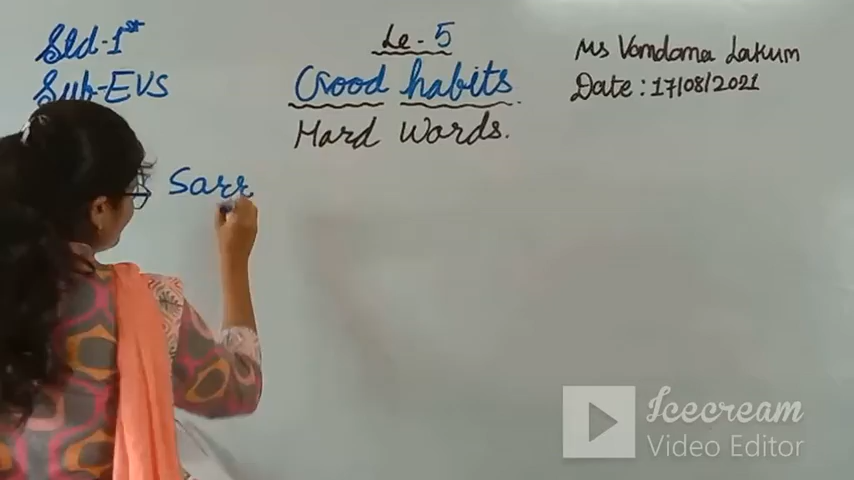 Std-1st
Sub-EVS
Le-5
Good habits.
Hard Words.
Ms Vandana Lakum
Date : 17/08/2021
Sarr
Icecream
Video Editor